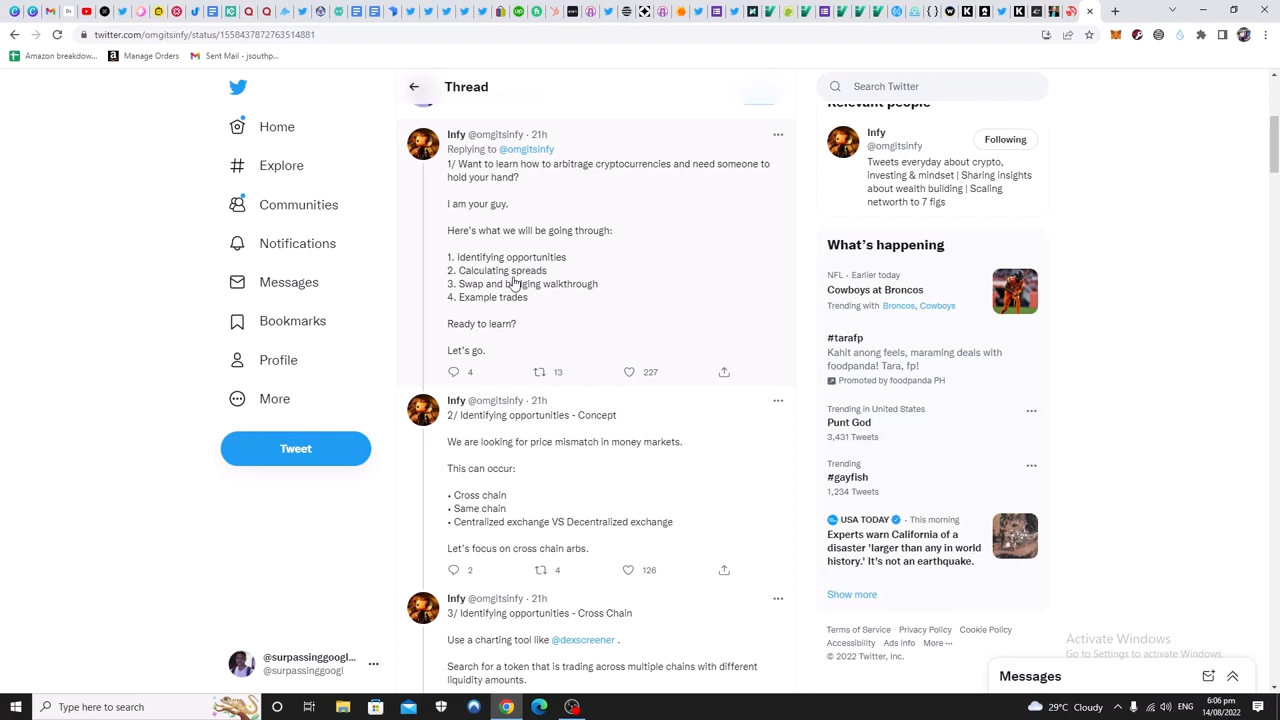 twitter.com/omgitsinfy/status/1558437872763514881
Amazon breakdow...
Manage Orders
Sent Mail - jsouthp...
Home
Explore
Communities
Notifications
Messages
Bookmarks
Profile
More
Tweet
@surpassinggoogl...
@surpassinggoogl
Thread
Infy @omgitsinfy · 21h
Replying to @omgitsinfy
1/ Want to learn how to arbitrage cryptocurrencies and need someone to
hold your hand?
I am your guy.
Here's what we will be going through:
1. Identifying opportunities
2. Calculating spreads
3. Swap and bridging walkthrough
4. Example trades
Ready to learn?
Let's go.
4 13 227
Infy @omgitsinfy · 21h
2/ Identifying opportunities - Concept
We are looking for price mismatch in money markets.
This can occur:
• Cross chain
• Same chain
• Centralized exchange VS Decentralized exchange
Let's focus on cross chain arbs.
2 4 126
Infy @omgitsinfy · 21h
3/ Identifying opportunities - Cross Chain
Use a charting tool like @dexscreener .
Search for a token that is trading across multiple chains with different
liquidity amounts.
Search Twitter
Relevant people
Infy
@omgitsinfy
Following
Tweets everyday about crypto,
investing & mindset | Sharing insights
about wealth building | Scaling
networth to 7 figs
What's happening
NFL · Earlier today
Cowboys at Broncos
Trending with Broncos, Cowboys
#tarafp
Kahit anong feels, maraming deals with
foodpanda! Tara, fp!
Promoted by foodpanda PH
Trending in United States
Punt God
3,431 Tweets
Trending
#gayfish
1,234 Tweets
USA TODAY · This morning
Experts warn California of a
disaster 'larger than any in world
history.' It's not an earthquake.
Show more
Terms of Service Privacy Policy Cookie Policy
Accessibility Ads info More ···
© 2022 Twitter, Inc.
Activate Windows
Go to Settings to activate Windows.
Messages
Type here to search
29°C Cloudy
ENG
6:06 pm
14/08/2022